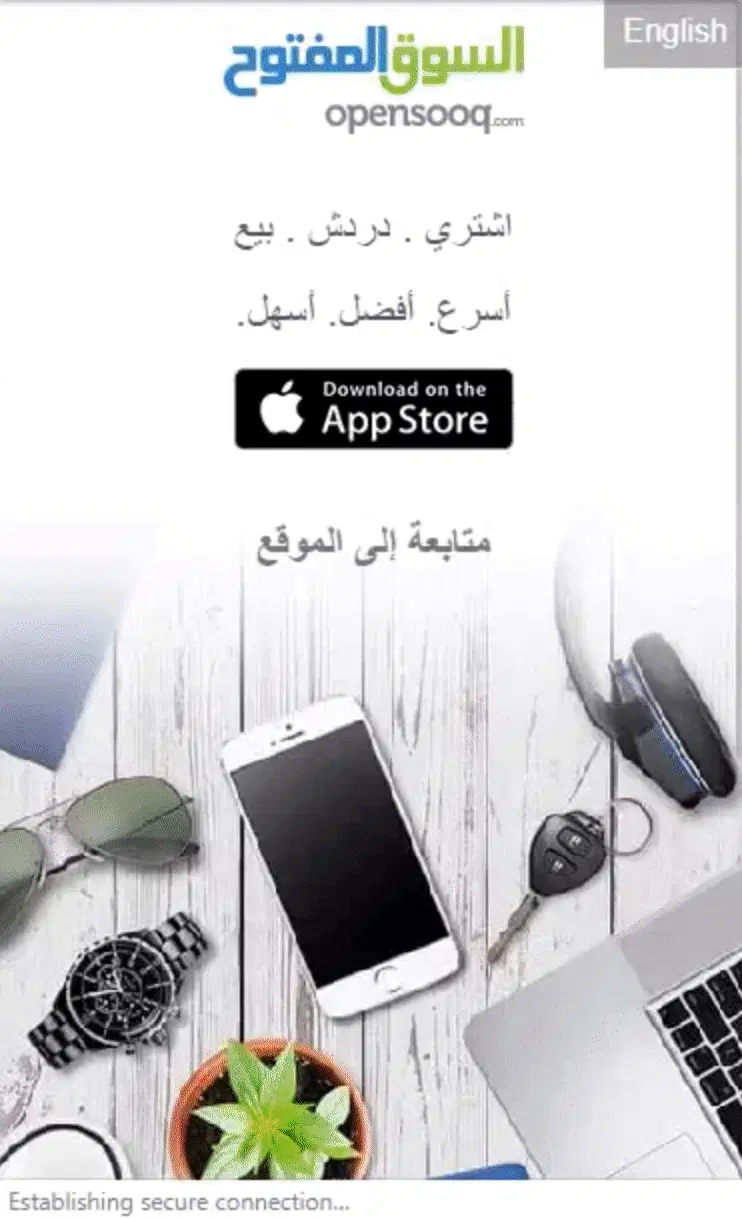 English
السوق المفتوح
opensooq.com
اشتري . دردش . بيع
أسرع. أفضل. أسهل.
Download on the
App Store
متابعة إلى الموقع
Establishing secure connection...